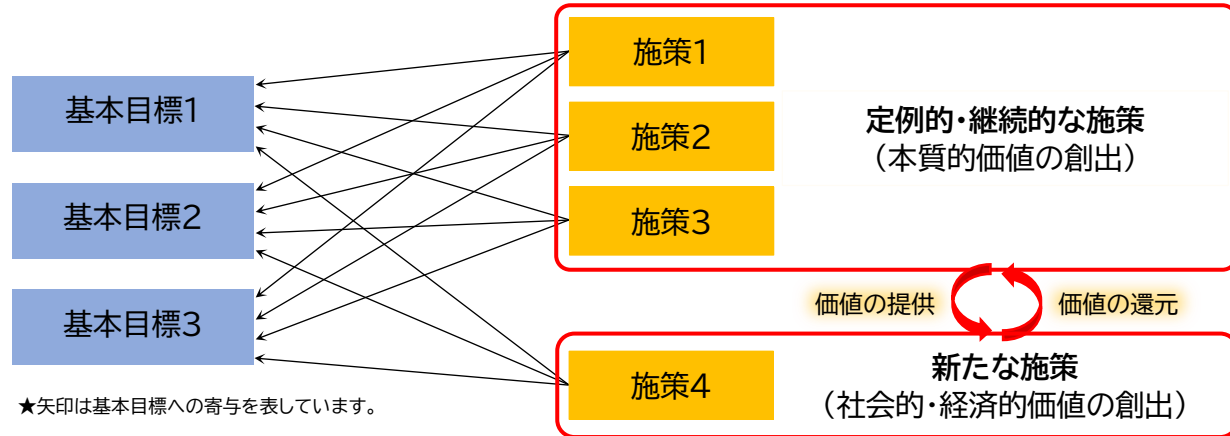 基本目標1
基本目標2
基本目標3
★矢印は基本目標への寄与を表しています。
施策1
施策2
施策3
定例的・継続的な施策
（本質的価値の創出）
価値の提供
価値の還元
施策4
新たな施策
（社会的・経済的価値の創出）